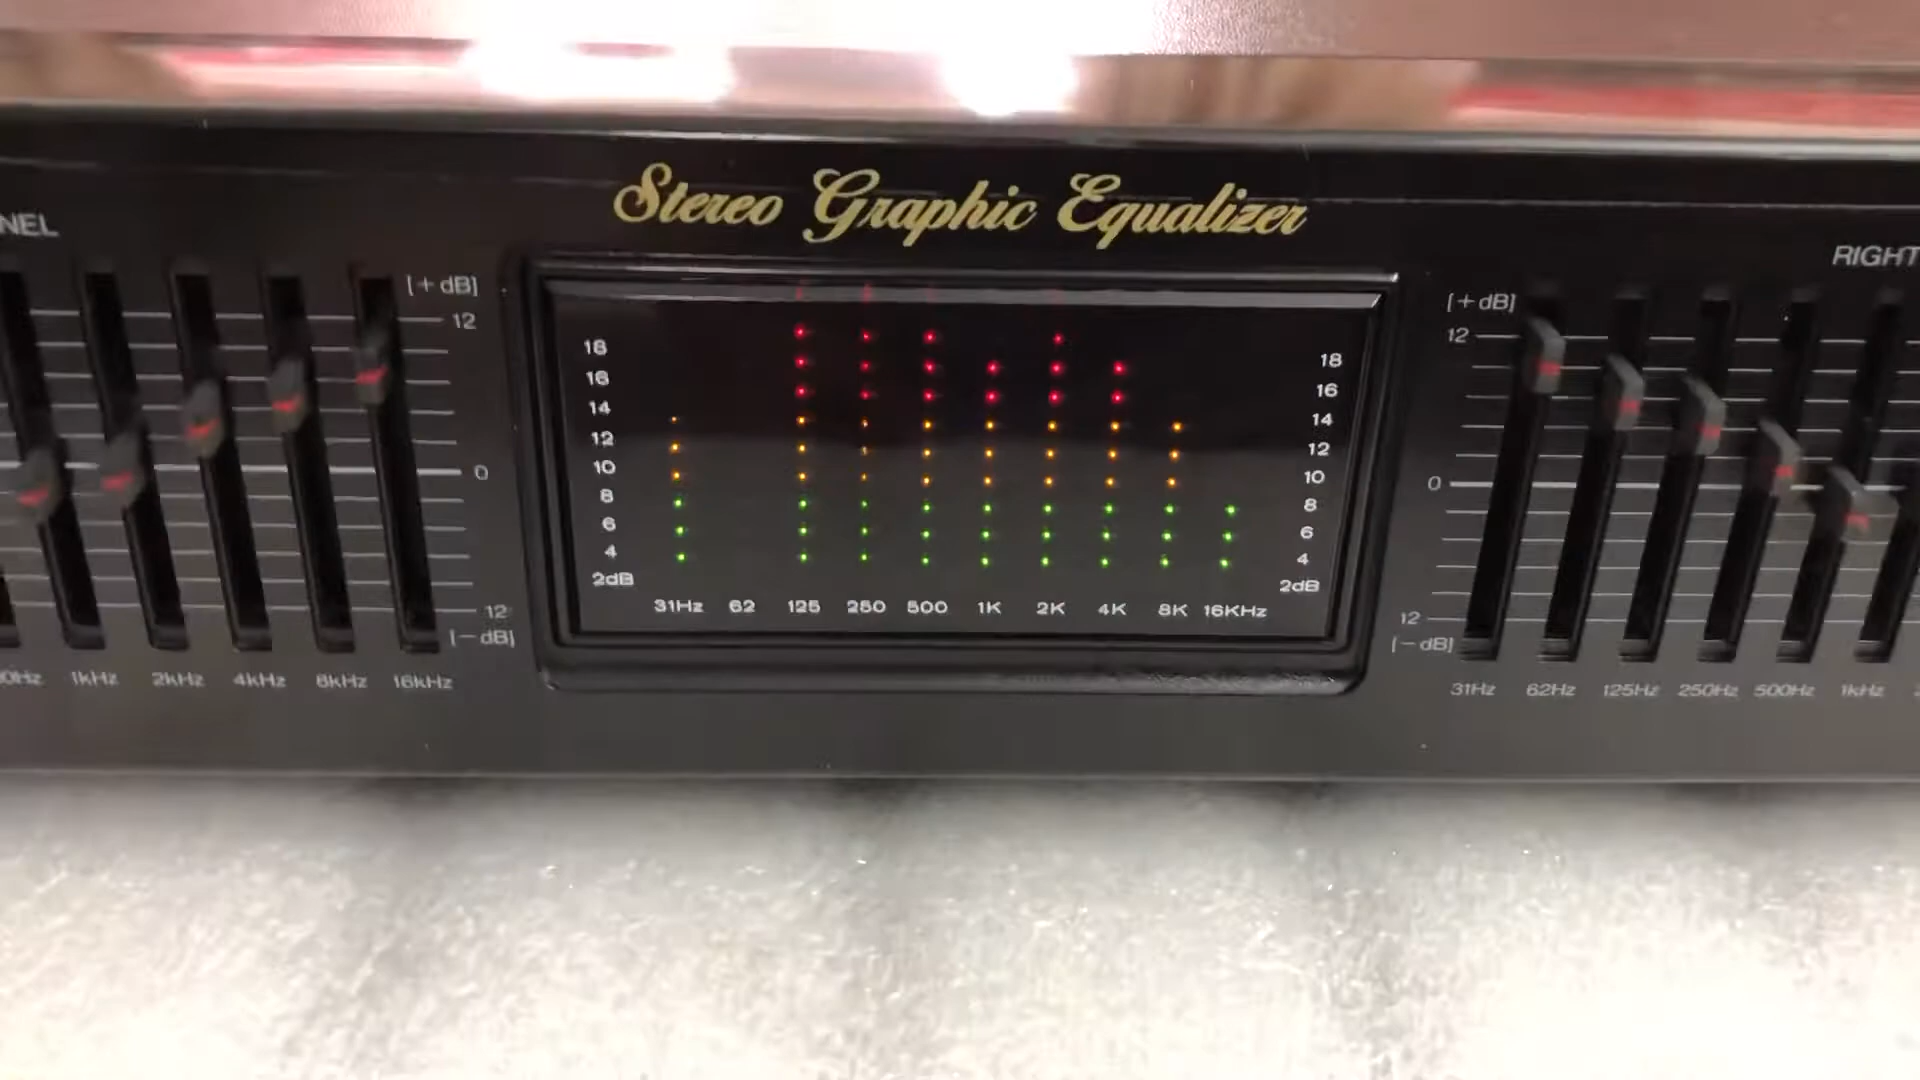 Stereo Graphic Equalizer
NEL
RIGHT
[+dB]
12
0
12
[-dB]
1kHz 2kHz 4kHz 8kHz 16kHz
18
16
14
12
10
8
6
4
2dB
18
16
14
12
10
8
6
4
2dB
31Hz 62 125 250 500 1K 2K 4K 8K 16KHz
[+dB]
12
0
12
[-dB]
31Hz 62Hz 125Hz 250Hz 500Hz 1kHz